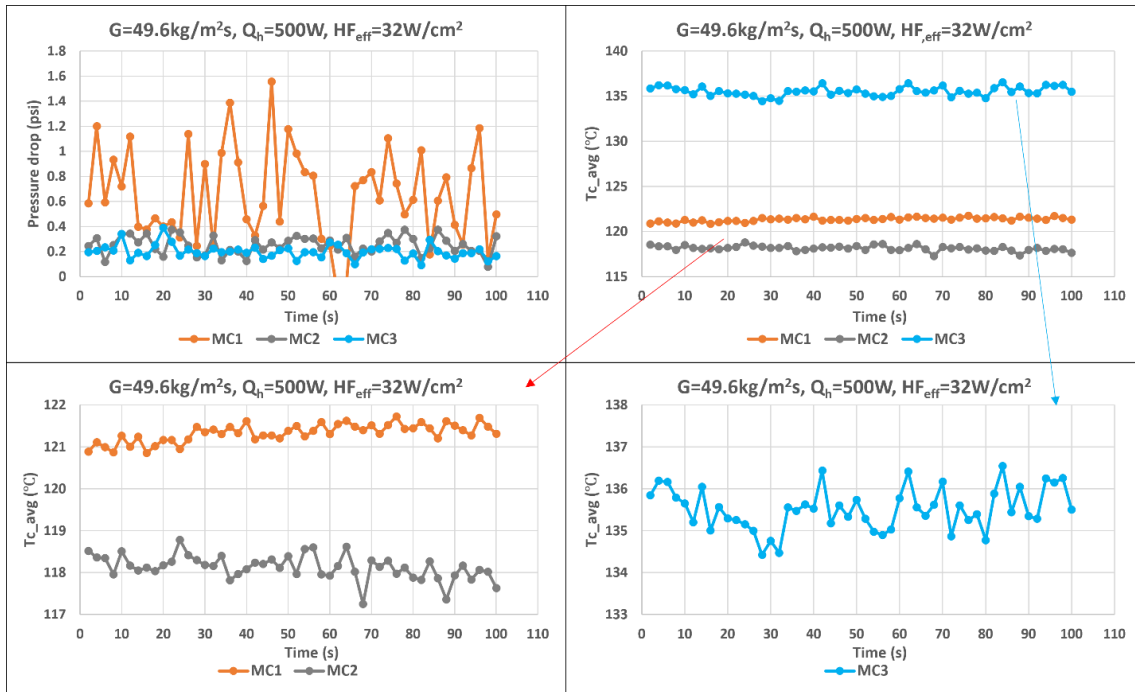 G=49.6kg/m²s, Qₕ=500W, HF_eff=32W/cm²
1.8
1.6
1.4
1.2
1
0.8
0.6
0.4
0.2
0
Pressure drop (psi)
0 10 20 30 40 50 60 70 80 90 100 110
Time (s)
MC1 MC2 MC3
G=49.6kg/m²s, Qₕ=500W, HF,eff=32W/cm²
140
135
130
125
120
115
Tc_avg (°C)
0 10 20 30 40 50 60 70 80 90 100 110
Time (s)
MC1 MC2 MC3
G=49.6kg/m²s, Qₕ=500W, HF_eff=32W/cm²
122
121
120
119
118
117
Tc_avg (°C)
0 10 20 30 40 50 60 70 80 90 100 110
Time (s)
MC1 MC2
G=49.6kg/m²s, Qₕ=500W, HF_eff=32W/cm²
138
137
136
135
134
133
Tc_avg (°C)
0 10 20 30 40 50 60 70 80 90 100 110
Time (s)
MC3